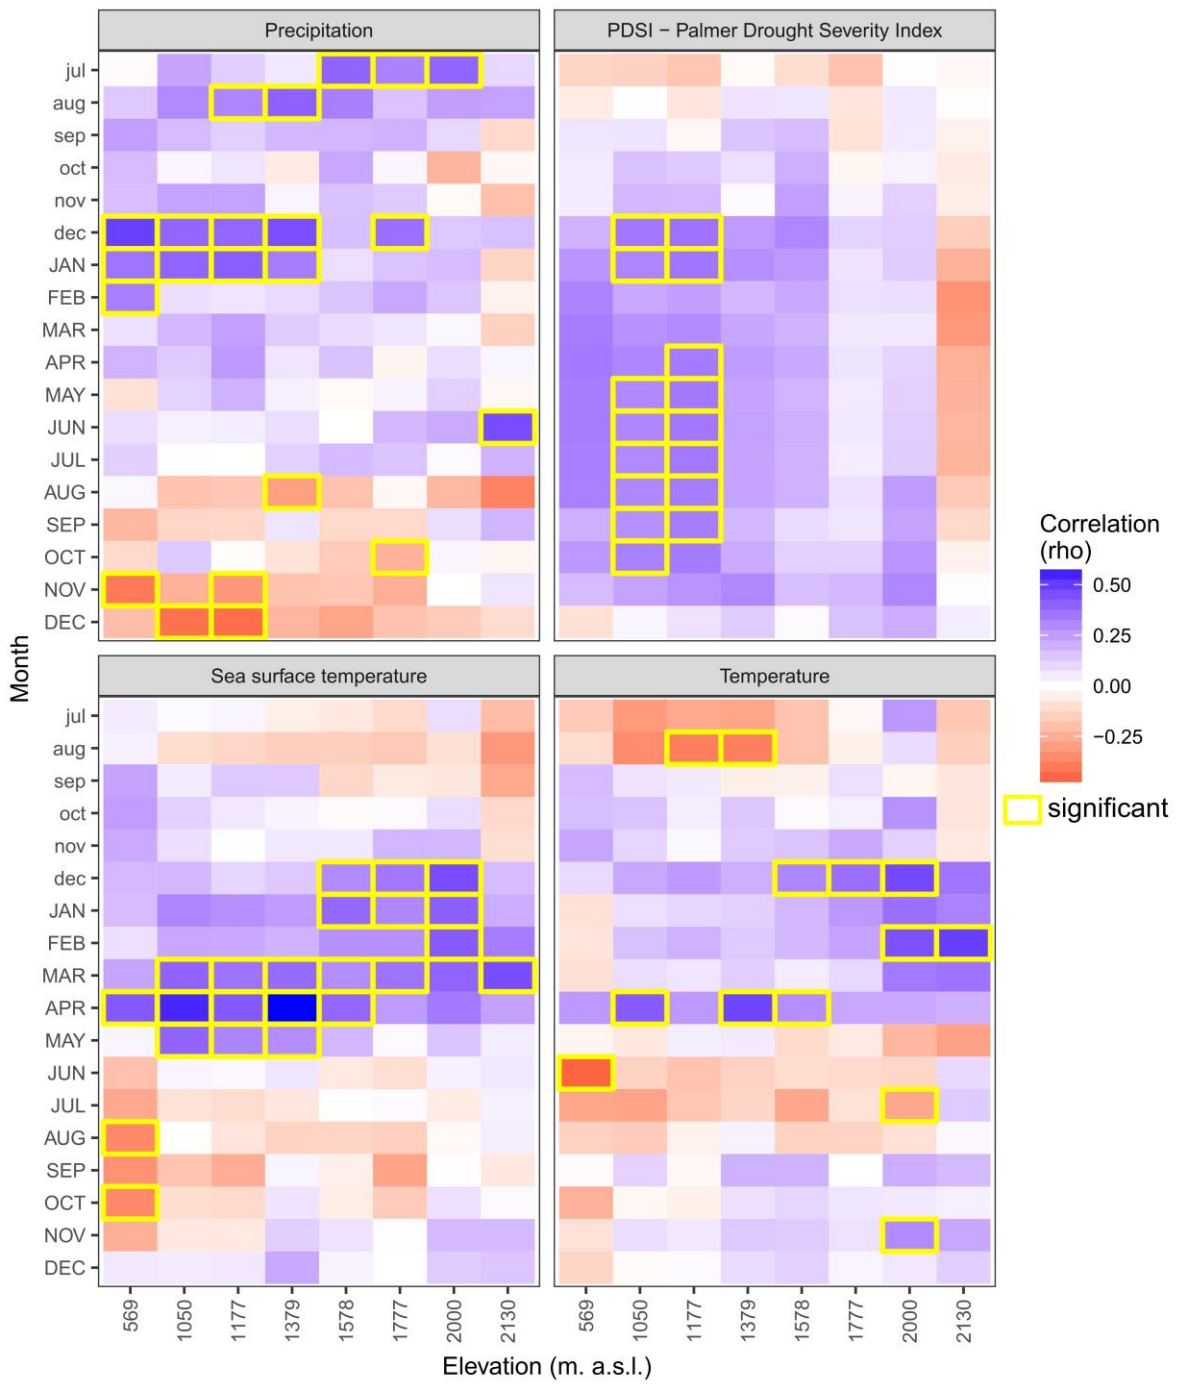 Precipitation
PDSI − Palmer Drought Severity Index
jul
aug
sep
oct
nov
dec
JAN
FEB
MAR
APR
MAY
JUN
JUL
AUG
SEP
OCT
NOV
DEC
Month
Correlation
(rho)
0.50
0.25
0.00
−0.25
significant
Sea surface temperature
Temperature
jul
aug
sep
oct
nov
dec
JAN
FEB
MAR
APR
MAY
JUN
JUL
AUG
SEP
OCT
NOV
DEC
569
1050
1177
1379
1578
1777
2000
2130
569
1050
1177
1379
1578
1777
2000
2130
Elevation (m. a.s.l.)